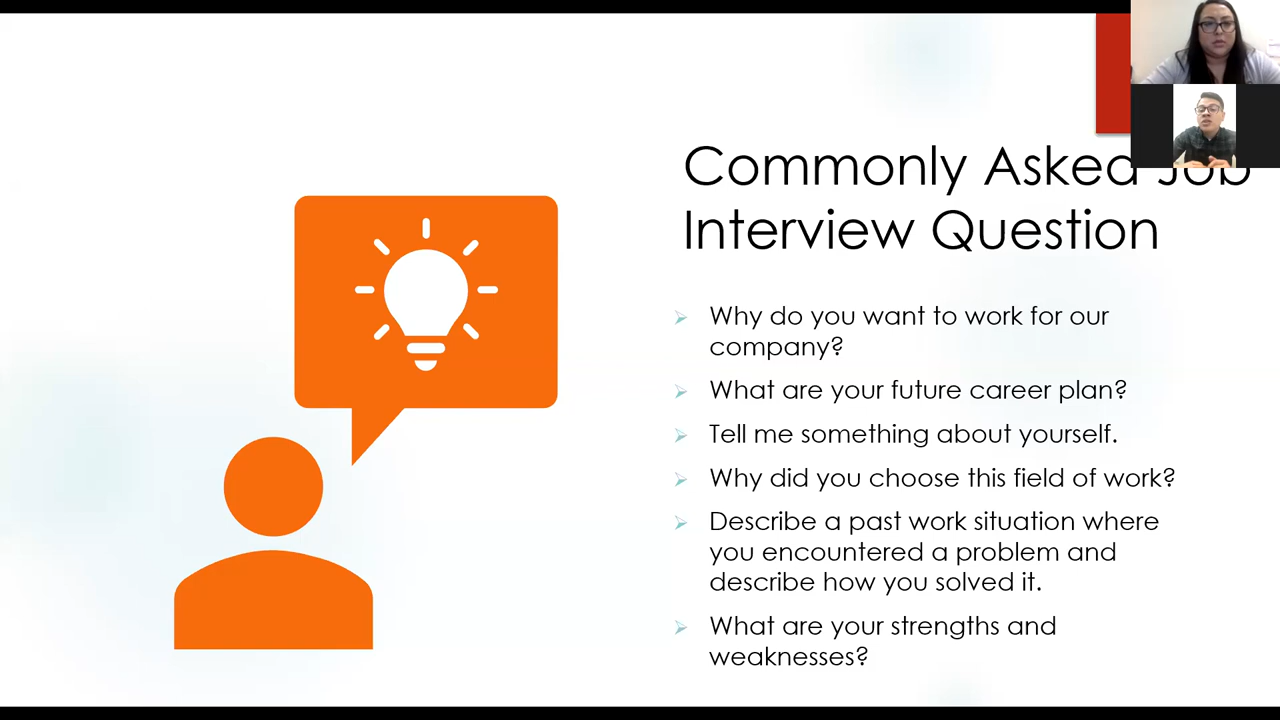 Commonly Asked Job
Interview Question
Why do you want to work for our
company?
What are your future career plan?
Tell me something about yourself.
Why did you choose this field of work?
Describe a past work situation where
you encountered a problem and
describe how you solved it.
What are your strengths and
weaknesses?